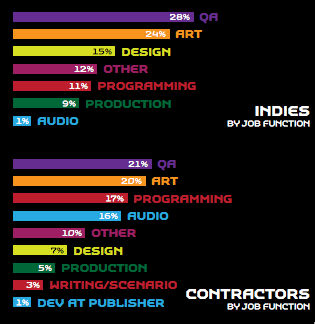 28% QA
24% ART
15% DESIGN
12% OTHER
11% PROGRAMMING
9% PRODUCTION
1% AUDIO
INDIES
BY JOB FUNCTION
21% QA
20% ART
17% PROGRAMMING
16% AUDIO
10% OTHER
7% DESIGN
5% PRODUCTION
3% WRITING/SCENARIO
1% DEV AT PUBLISHER
CONTRACTORS
BY JOB FUNCTION